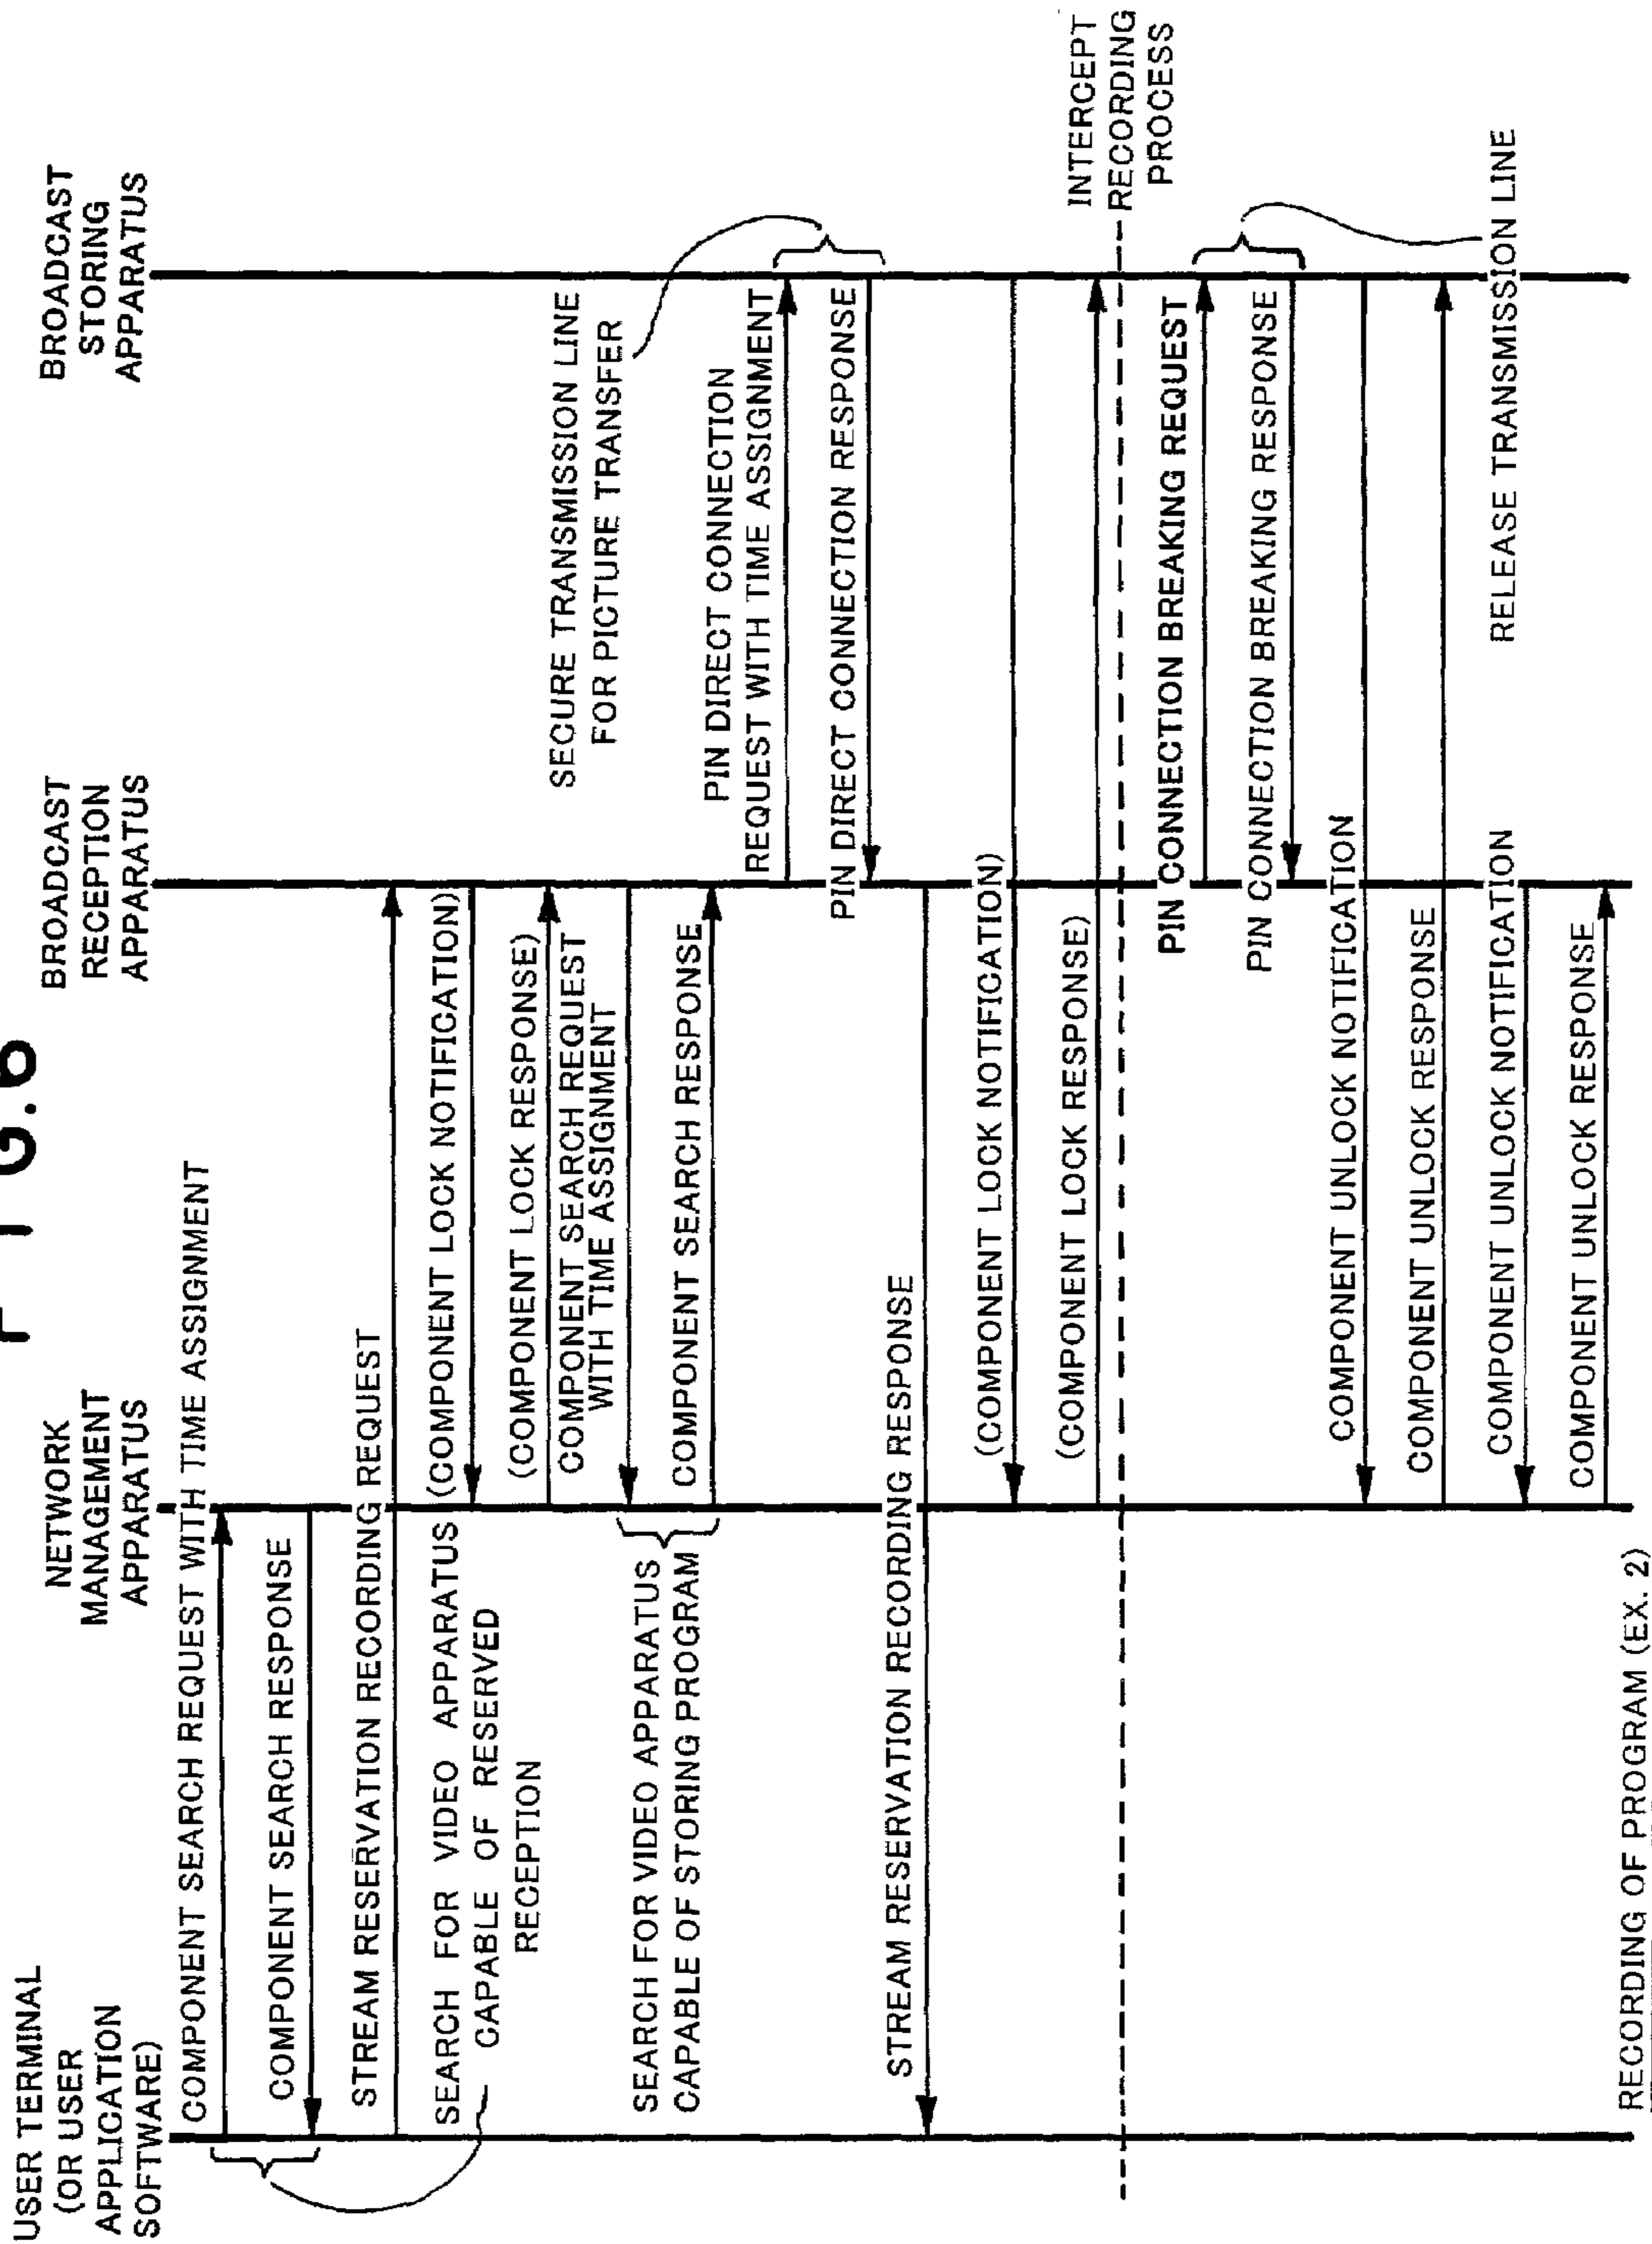 FIG.6
USER TERMINAL
(OR USER
APPLICATION
SOFTWARE)
NETWORK
MANAGEMENT
APPARATUS
BROADCAST
RECEPTION
APPARATUS
BROADCAST
STORING
APPARATUS
COMPONENT SEARCH REQUEST WITH TIME ASSIGNMENT
COMPONENT SEARCH RESPONSE
STREAM RESERVATION RECORDING REQUEST
SEARCH FOR VIDEO APPARATUS
CAPABLE OF RESERVED
RECEPTION
(COMPONENT LOCK NOTIFICATION)
(COMPONENT LOCK RESPONSE)
COMPONENT SEARCH REQUEST
WITH TIME ASSIGNMENT
SEARCH FOR VIDEO APPARATUS
CAPABLE OF STORING PROGRAM
COMPONENT SEARCH RESPONSE
SECURE TRANSMISSION LINE
FOR PICTURE TRANSFER
PIN DIRECT CONNECTION
REQUEST WITH TIME ASSIGNMENT
PIN DIRECT CONNECTION RESPONSE
STREAM RESERVATION RECORDING RESPONSE
(COMPONENT LOCK NOTIFICATION)
(COMPONENT LOCK RESPONSE)
INTERCEPT
RECORDING
PROCESS
PIN CONNECTION BREAKING REQUEST
PIN CONNECTION BREAKING RESPONSE
COMPONENT UNLOCK NOTIFICATION
COMPONENT UNLOCK RESPONSE
RELEASE TRANSMISSION LINE
COMPONENT UNLOCK NOTIFICATION
COMPONENT UNLOCK RESPONSE
RECORDING OF PROGRAM (EX. 2)